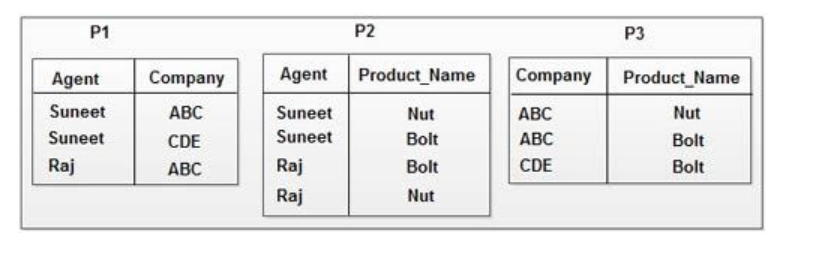 P1 P2 P3
Agent Company Agent Product_Name Company Product_Name
Suneet ABC Suneet Nut ABC Nut
Suneet CDE Suneet Bolt ABC Bolt
Raj ABC Raj Bolt CDE Bolt
Raj Nut